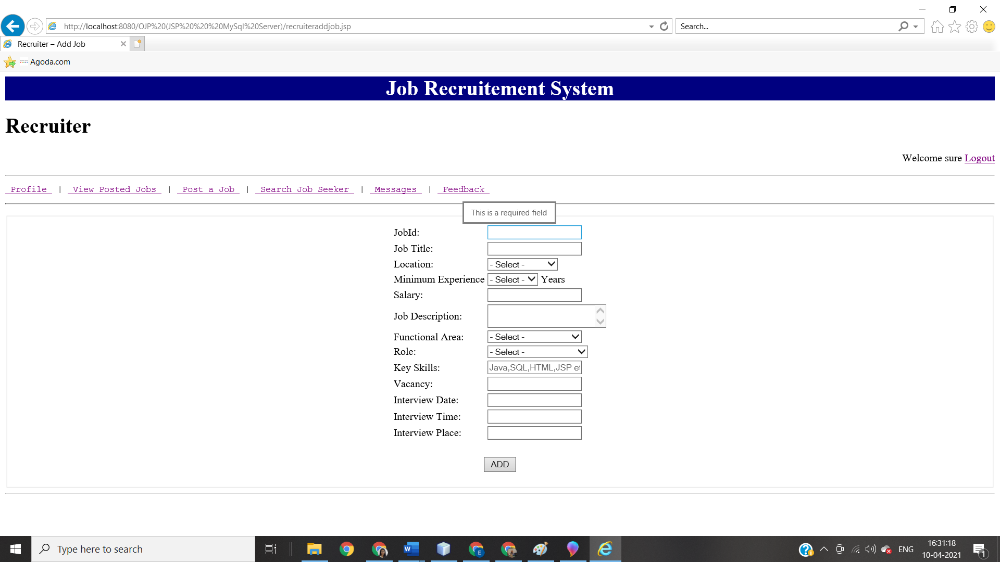 http://localhost:8080/OJP%20(JSP%20%20%20MySql%20Server)/recruiteraddjob.jsp
Search...
Recruiter – Add Job
Agoda.com
Job Recruitement System
Recruiter
Welcome sure Logout
Profile | View Posted Jobs | Post a Job | Search Job Seeker | Messages | Feedback
This is a required field
JobId:
Job Title:
Location: - Select -
Minimum Experience - Select - Years
Salary:
Job Description:
Functional Area: - Select -
Role: - Select -
Key Skills: Java,SQL,HTML,JSP
Vacancy:
Interview Date:
Interview Time:
Interview Place:
ADD
Type here to search
ENG
16:31:18
10-04-2021
1